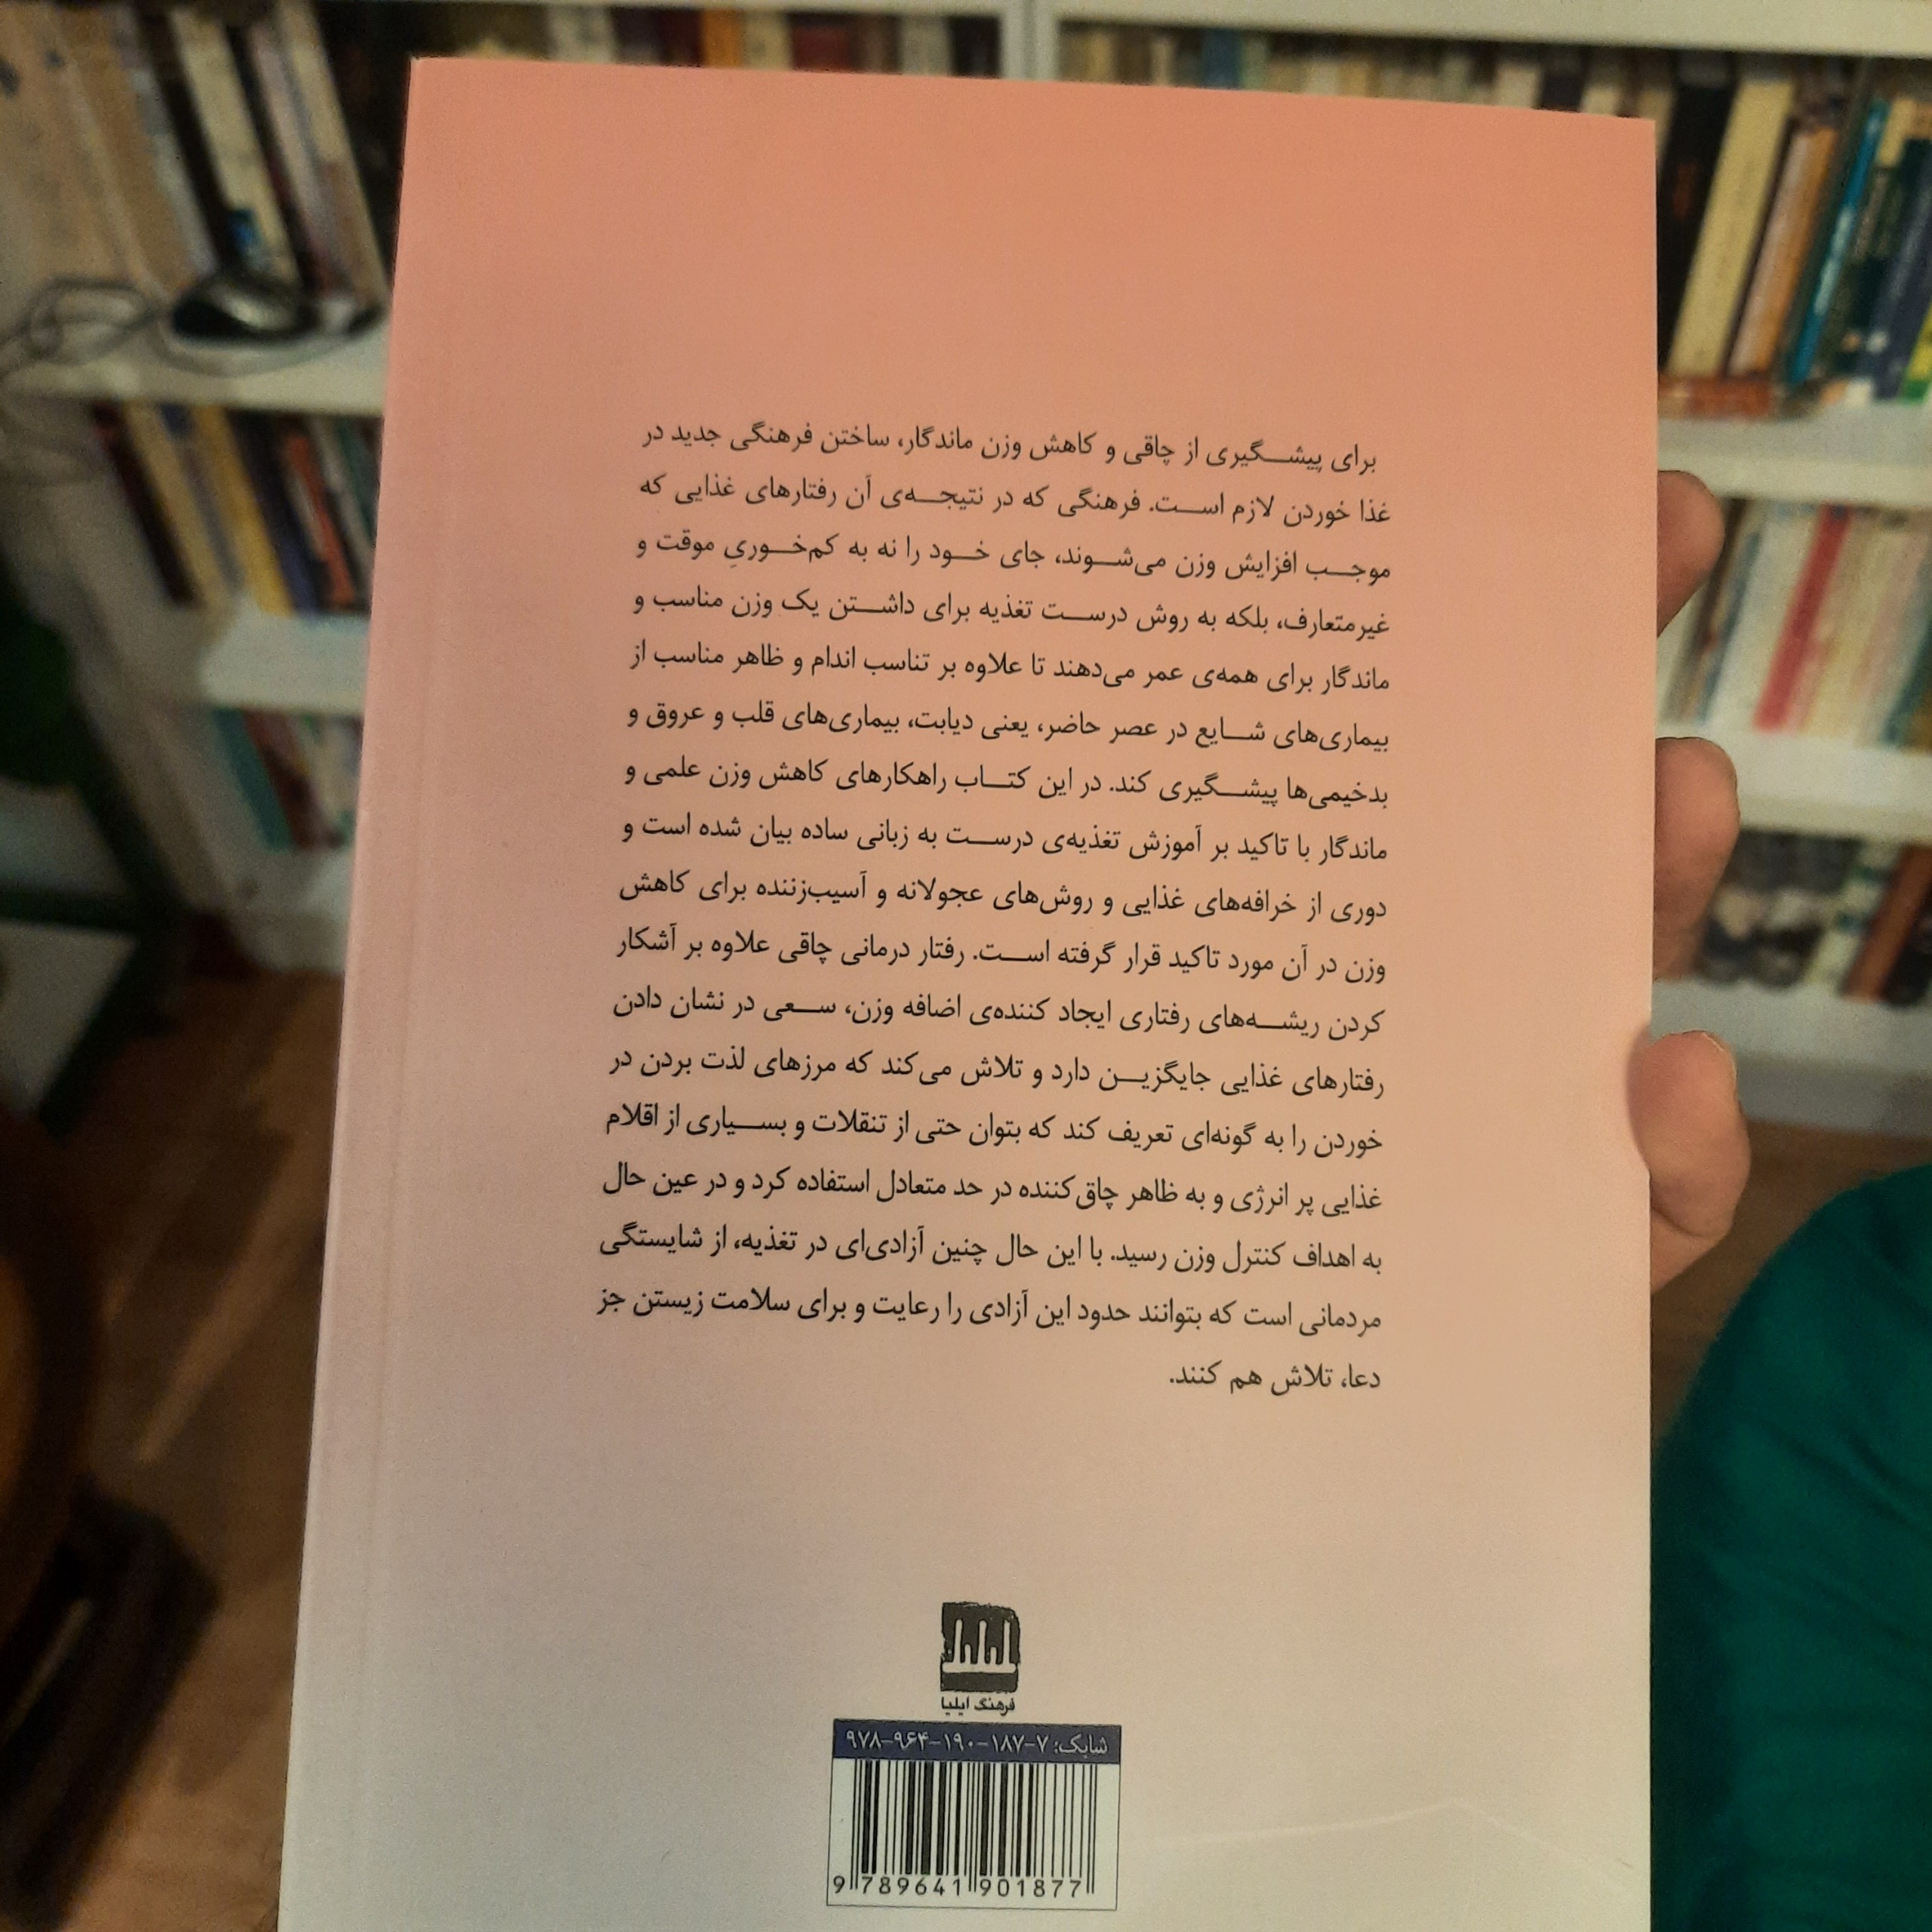 برای پیشگیری از چاقی و کاهش وزن ماندگار، ساختن فرهنگی جدید در
غذا خوردن لازم است. فرهنگی که در نتیجه‌ی آن رفتارهای غذایی که
موجب افزایش وزن می‌شوند، جای خود را نه به کم‌خوریِ موقت و
غیرمتعارف، بلکه به روش درست تغذیه برای داشتن یک وزن مناسب و
ماندگار برای همه‌ی عمر می‌دهند تا علاوه بر تناسب اندام و ظاهر مناسب از
بیماری‌های شایع در عصر حاضر، یعنی دیابت، بیماری‌های قلب و عروق و
بدخیمی‌ها پیشگیری کند. در این کتاب راهکارهای کاهش وزن علمی و
ماندگار با تاکید بر آموزش تغذیه‌ی درست به زبانی ساده بیان شده است و
دوری از خرافه‌های غذایی و روش‌های عجولانه و آسیب‌زننده برای کاهش
وزن در آن مورد تاکید قرار گرفته است. رفتار درمانی چاقی علاوه بر آشکار
کردن ریشه‌های رفتاری ایجاد کننده‌ی اضافه وزن، سعی در نشان دادن
رفتارهای غذایی جایگزین دارد و تلاش می‌کند که مرزهای لذت بردن در
خوردن را به گونه‌ای تعریف کند که بتوان حتی از تنقلات و بسیاری از اقلام
غذایی پر انرژی و به ظاهر چاق‌کننده در حد متعادل استفاده کرد و در عین حال
به اهداف کنترل وزن رسید. با این حال چنین آزادی‌ای در تغذیه، از شایستگی
مردمانی است که بتوانند حدود این آزادی را رعایت و برای سلامت زیستن جز
دعا، تلاش هم کنند.
فرهنگ ایلیا
شابک: ۷-۱۸۷-۱۹۰-۹۶۴-۹۷۸
9 789641 901877